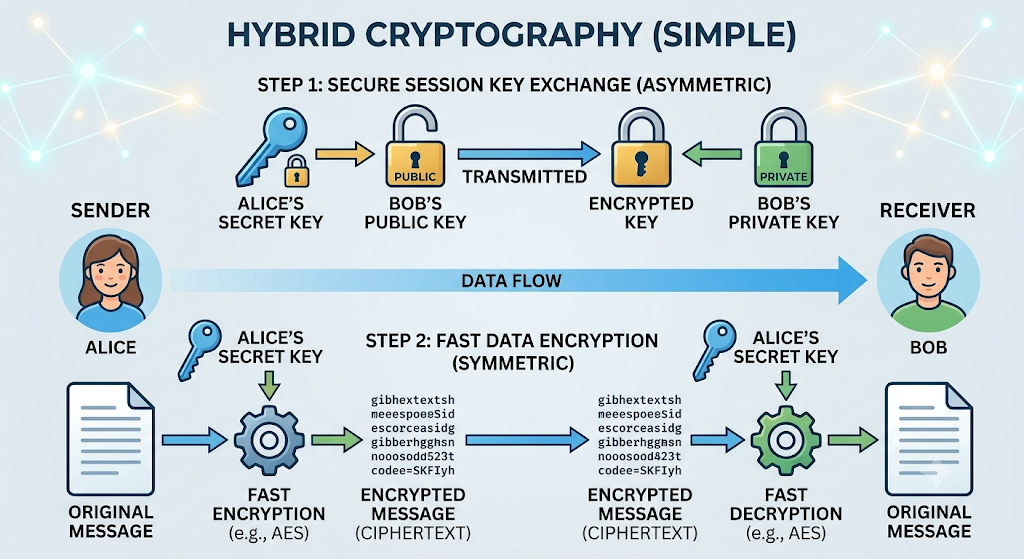 HYBRID CRYPTOGRAPHY (SIMPLE)
STEP 1: SECURE SESSION KEY EXCHANGE (ASYMMETRIC)
PUBLIC
TRANSMITTED
PRIVATE
ALICE'S
SECRET KEY
BOB'S
PUBLIC KEY
ENCRYPTED
KEY
BOB'S
PRIVATE KEY
SENDER
RECEIVER
DATA FLOW
ALICE
BOB
ALICE'S
SECRET KEY
STEP 2: FAST DATA ENCRYPTION
(SYMMETRIC)
ALICE'S
SECRET KEY
gibhextextsh
meeespoeeSid
escorceasidg
gibberhgghsn
nooosodd523t
codee=SKFIyh
gibhextextsh
meeespoeeSid
escorceasidg
gibberhgghsn
nooosodd423t
codee=SKFIyh
ORIGINAL
MESSAGE
FAST
ENCRYPTION
(e.g., AES)
ENCRYPTED
MESSAGE
(CIPHERTEXT)
ENCRYPTED
MESSAGE
(CIPHERTEXT)
FAST
DECRYPTION
(e.g., AES)
ORIGINAL
MESSAGE